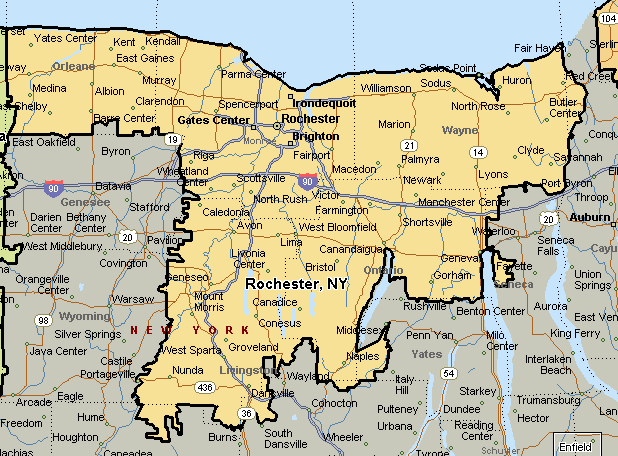 104
Yates Center
Kent
Kendall
Fair Haven
East Gaines
Orleans
Parma Center
Sodus Point
Huron
Red Creek
Murray
Sodus
Medina
Albion
Williamson
Clarendon
Spencerport
Irondequoit
North Rose
Butler
Center
East Shelby
Barre Center
Gates Center
Rochester
Marion
Wayne
19
Brighton
East Oakfield
Monroe
21
14
Clyde
Byron
Riga
Fairport
Palmyra
Savannah
Wheatland
Center
Macedon
Lyons
90
Batavia
Scottsville
90
Newark
Port Byron
Genesee
Victor
North Rush
Throop
Stafford
Manchester Center
Darien
Center
Bethany
Center
Caledonia
Farmington
20
Auburn
Avon
West Bloomfield
Shortsville
20
Pavilion
Waterloo
West Middlebury
Lima
Canandaigua
Seneca
Falls
Covington
Livonia
Center
Geneva
Bristol
Ontario
Fayette
Orangeville
Center
Geneseo
Gorham
Union
Springs
Rochester, NY
Seneca
Warsaw
Mount
Morris
Canadice
Rushville
Aurora
Wyoming
Benton Center
98
Conesus
Silver Springs
NEW YORK
Middlesex
Penn Yan
Milo
Center
King Ferry
Java Center
West Sparta
Groveland
Yates
Naples
Interlaken
Beach
Castile
Nunda
Livingston
Wayland
Italy
Hill
54
Portageville
436
Starkey
Arcade
Eagle
Dansville
Cohocton
Trumansburg
Freedom
Hume
36
Pulteney
Dundee
Hector
Houghton
Burns
South
Dansville
Wheeler
Urbana
Reading
Center
Canaseraga
Tyrone
Schuyler
Enfield